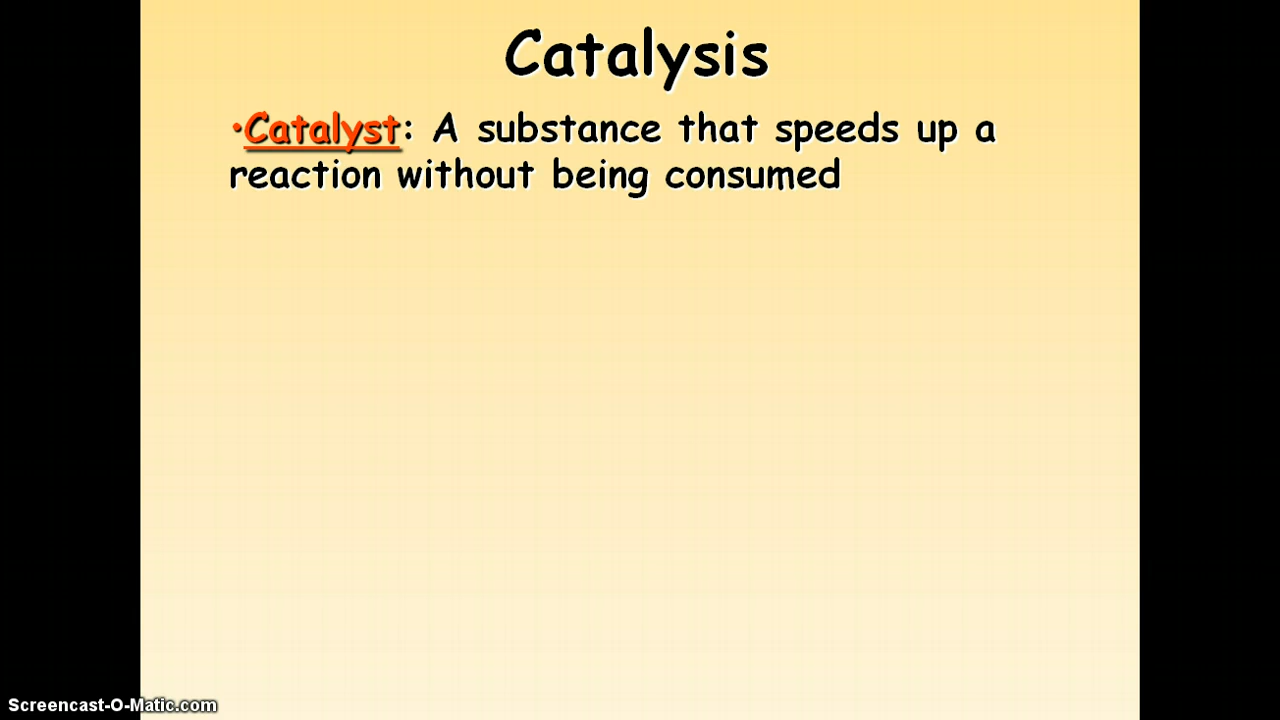 Catalysis
•Catalyst: A substance that speeds up a
reaction without being consumed
Screencast-O-Matic.com